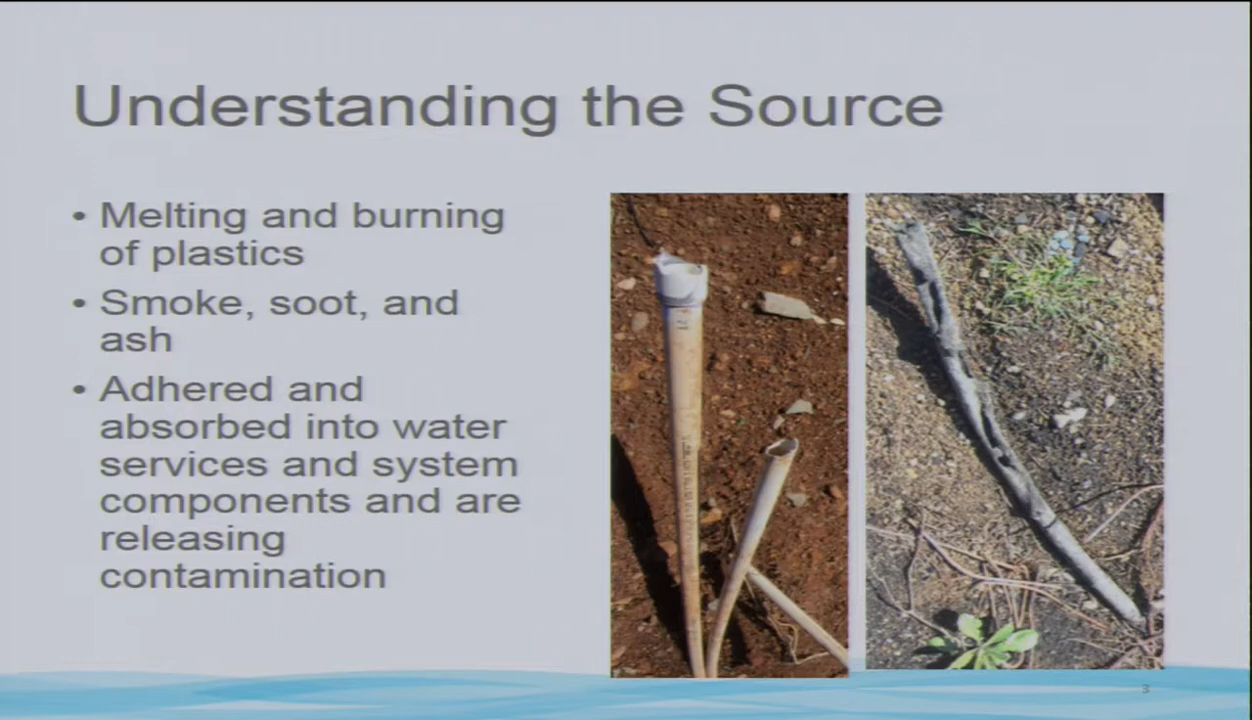 Understanding the Source
• Melting and burning
of plastics
• Smoke, soot, and
ash
• Adhered and
absorbed into water
services and system
components and are
releasing
contamination
3